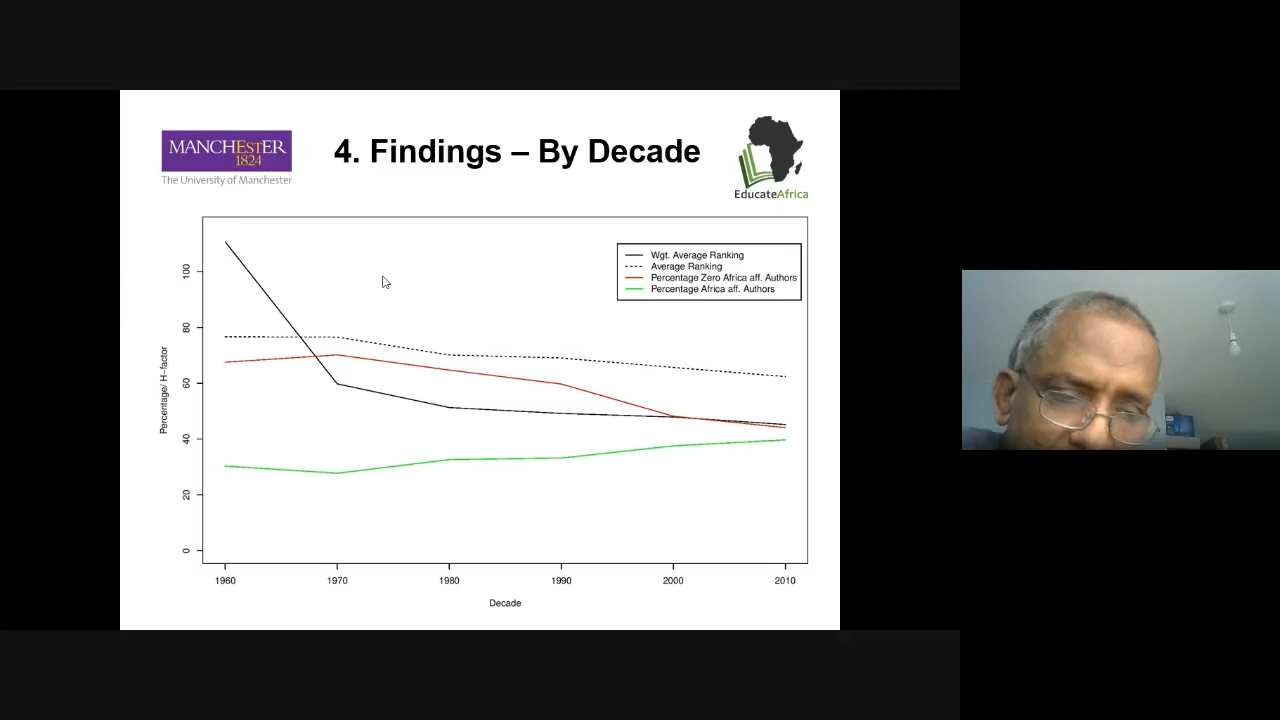 MANCHEstER
1824
The University of Manchester
4. Findings – By Decade
EducateAfrica
Wgt. Average Ranking
Average Ranking
Percentage Zero Africa aff. Authors
Percentage Africa aff. Authors
Percentage/ H−factor
100
80
60
40
20
0
1960 1970 1980 1990 2000 2010
Decade